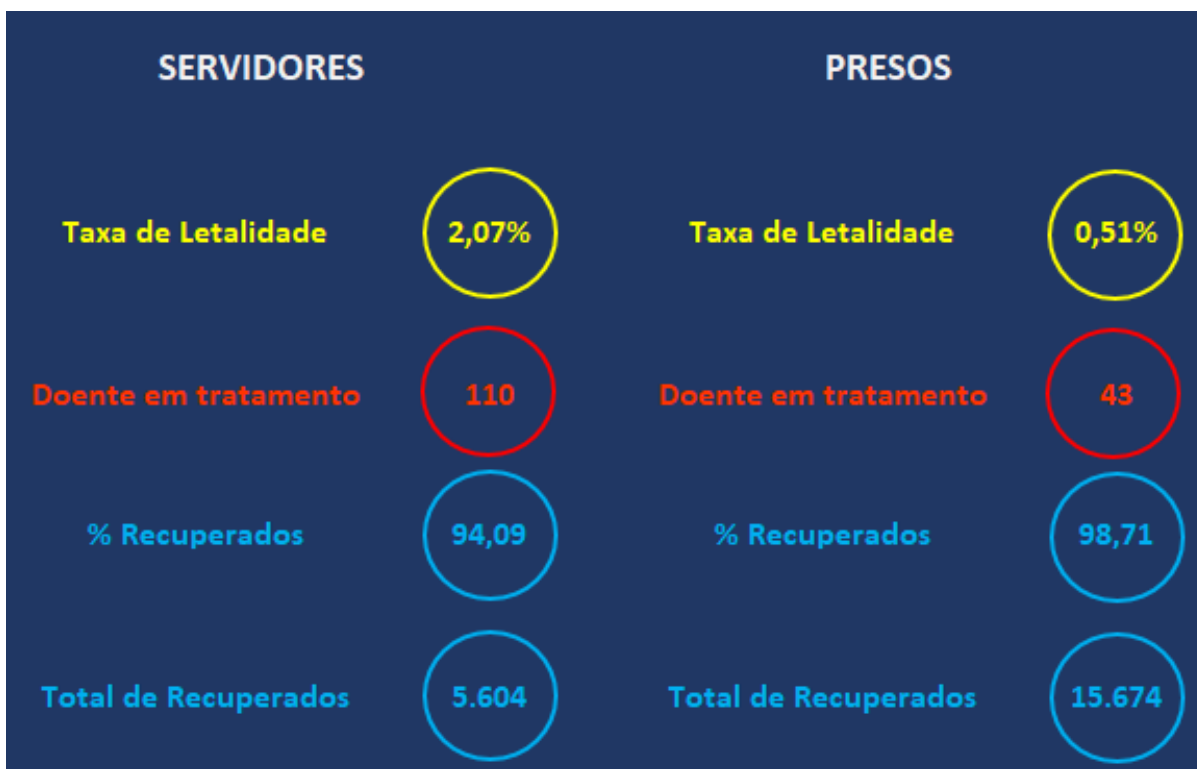 SERVIDORES
PRESOS
Taxa de Letalidade
2,07%
Taxa de Letalidade
0,51%
Doente em tratamento
110
Doente em tratamento
43
% Recuperados
94,09
% Recuperados
98,71
Total de Recuperados
5.604
Total de Recuperados
15.674